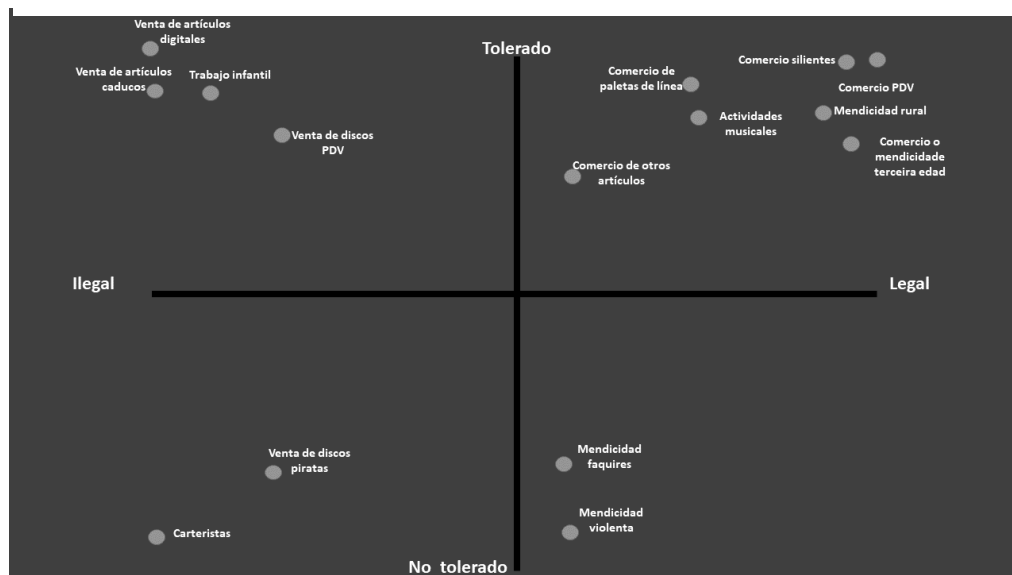 Venta de artículos
digitales
Tolerado
Venta de artículos
caducos
Trabajo infantil
Comercio de
paletas de línea
Comercio silientes
Comercio PDV
Venta de discos
PDV
Actividades
musicales
Mendicidad rural
Comercio o
mendicidade
terceira edad
Comercio de otros
artículos
Ilegal
Legal
Venta de discos
piratas
Mendicidad
faquires
Carteristas
Mendicidad
violenta
No tolerado